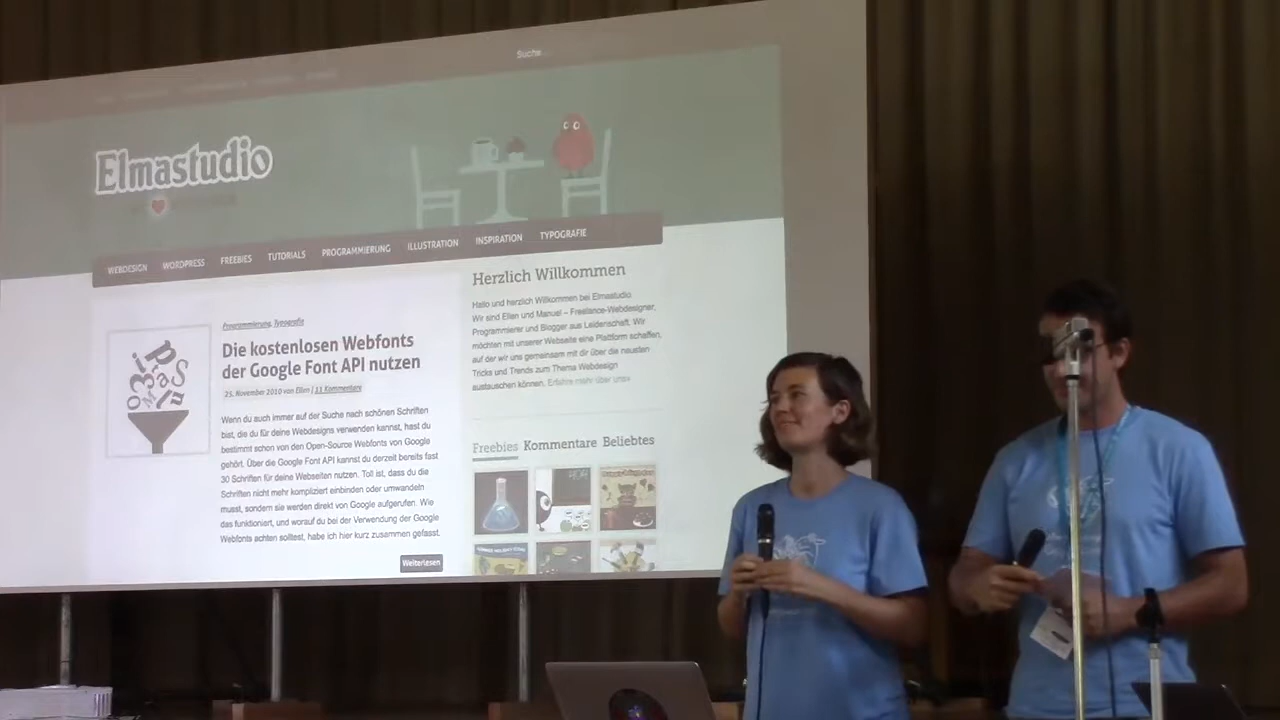 Suche...
Elmastudio
WEBDESIGN WORDPRESS FREEBIES TUTORIALS PROGRAMMIERUNG ILLUSTRATION INSPIRATION TYPOGRAFIE
Programmierung, Typografie
Die kostenlosen Webfonts
der Google Font API nutzen
25. November 2010 von Ellen | 11 Kommentare
Wenn du auch immer auf der Suche nach schönen Schriften
bist, die du für deine Webdesigns verwenden kannst, hast du
bestimmt schon von den Open-Source Webfonts von Google
gehört. Über die Google Font API kannst du derzeit bereits fast
30 Schriften für deine Webseiten nutzen. Toll ist, dass du die
Schriften nicht mehr kompliziert einbinden oder umwandeln
musst, sondern sie werden direkt von Google aufgerufen. Wie
das funktioniert, und worauf du bei der Verwendung der Google
Webfonts achten solltest, habe ich hier kurz zusammen gefasst.
Weiterlesen
Herzlich Willkommen
Hallo und herzlich Willkommen bei Elmastudio.
Wir sind Ellen und Manuel – Freelance-Webdesigner,
Programmierer und Blogger aus Leidenschaft. Wir
möchten mit unserer Webseite eine Platform schaffen,
auf der wir uns gemeinsam mit dir über die neusten
Tricks und Trends zum Thema Webdesign
austauschen können. Erfahre mehr über uns»
Freebies Kommentare Beliebtes